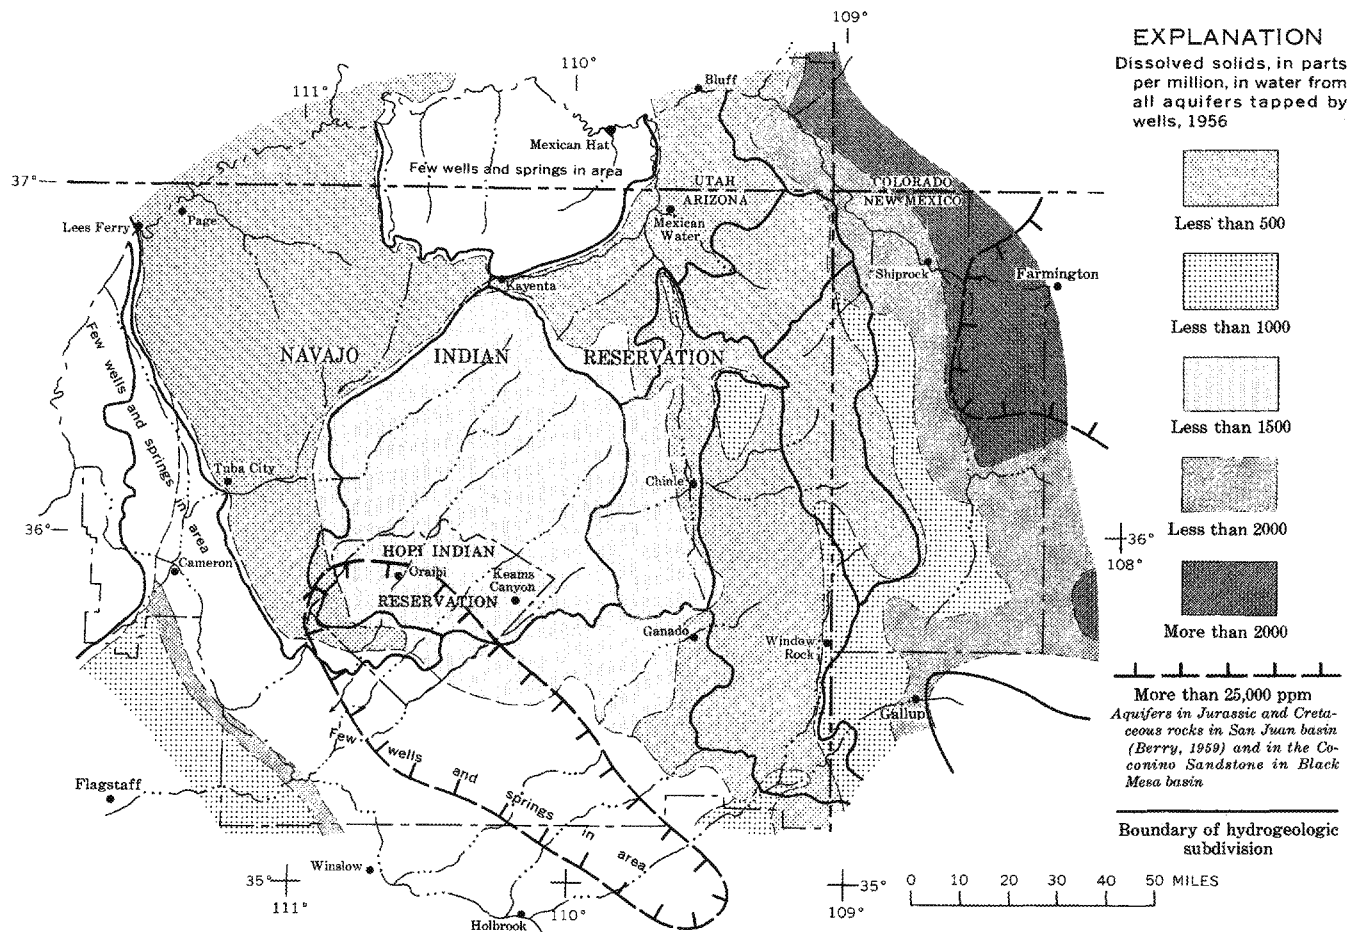 109°
EXPLANATION
Dissolved solids, in parts
per million, in water from
all aquifers tapped by
wells, 1956
Less than 500
Less than 1000
Less than 1500
Less than 2000
More than 2000
More than 25,000 ppm
Aquifers in Jurassic and Creta-
ceous rocks in San Juan basin
(Berry, 1959) and in the Co-
conino Sandstone in Black
Mesa basin
Boundary of hydrogeologic
subdivision
110°
111°
Bluff
Mexican Hat
Few wells and springs in area
37°
UTAH
ARIZONA
COLORADO
NEW MEXICO
Page
Lees Ferry
Mexican
Water
Shiprock
Farmington
Kayenta
Few wells and springs in area
NAVAJO INDIAN RESERVATION
Tuba City
Chinle
36°
36°
108°
HOPI INDIAN
RESERVATION
Cameron
Oraibi
Keams
Canyon
Ganado
Window
Rock
Gallup
Few wells and springs in area
Flagstaff
Winslow
35°
111°
110°
Holbrook
35°
109°
0 10 20 30 40 50 MILES